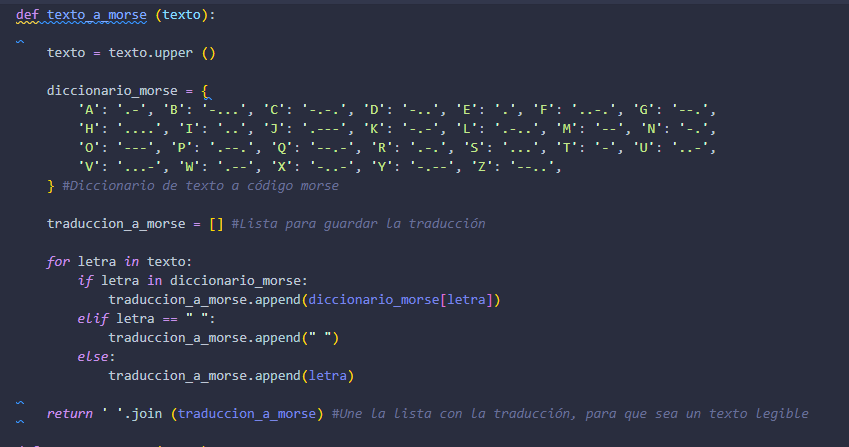 def texto_a_morse (texto):
texto = texto.upper ()
diccionario_morse = {
'A': '.-', 'B': '-...', 'C': '-.-.', 'D': '-..', 'E': '.', 'F': '..-.', 'G': '--.',
'H': '....', 'I': '..', 'J': '.---', 'K': '-.-', 'L': '.-..', 'M': '--', 'N': '-.',
'O': '---', 'P': '.--.', 'Q': '--.-', 'R': '.-.', 'S': '...', 'T': '-', 'U': '..-',
'V': '...-', 'W': '.--', 'X': '-..-', 'Y': '-.--', 'Z': '--..',
} #Diccionario de texto a código morse
traduccion_a_morse = [] #Lista para guardar la traducción
for letra in texto:
if letra in diccionario_morse:
traduccion_a_morse.append(diccionario_morse[letra])
elif letra == " ":
traduccion_a_morse.append(" ")
else:
traduccion_a_morse.append(letra)
return ' '.join (traduccion_a_morse) #Une la lista con la traducción, para que sea un texto legible